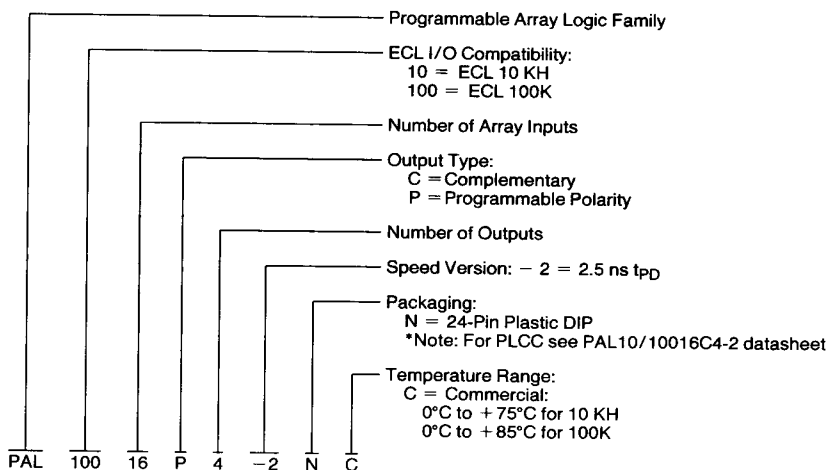 Programmable Array Logic Family
ECL I/O Compatibility:
10 = ECL 10 KH
100 = ECL 100K
Number of Array Inputs
Output Type:
C = Complementary
P = Programmable Polarity
Number of Outputs
Speed Version: − 2 = 2.5 ns tPD
Packaging:
N = 24-Pin Plastic DIP
*Note: For PLCC see PAL10/10016C4-2 datasheet
Temperature Range:
C = Commercial:
0°C to +75°C for 10 KH
0°C to +85°C for 100K
PAL 100 16 P 4 −2 N C